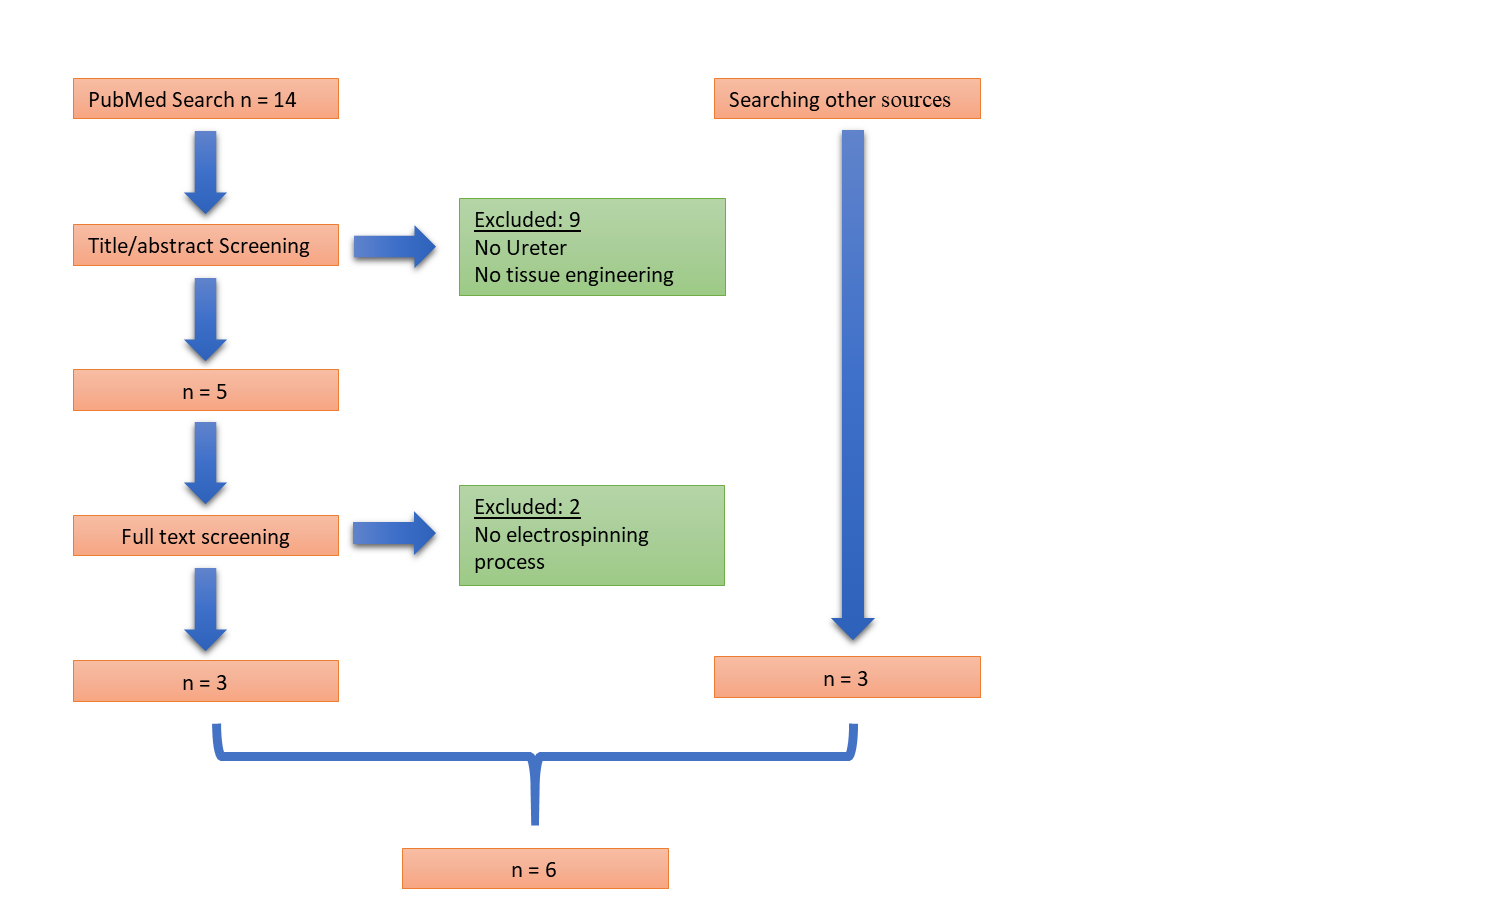 PubMed Search n = 14
Searching other sources
Title/abstract Screening
Excluded: 9
No Ureter
No tissue engineering
n = 5
Full text screening
Excluded: 2
No electrospinning
process
n = 3
n = 3
n = 6